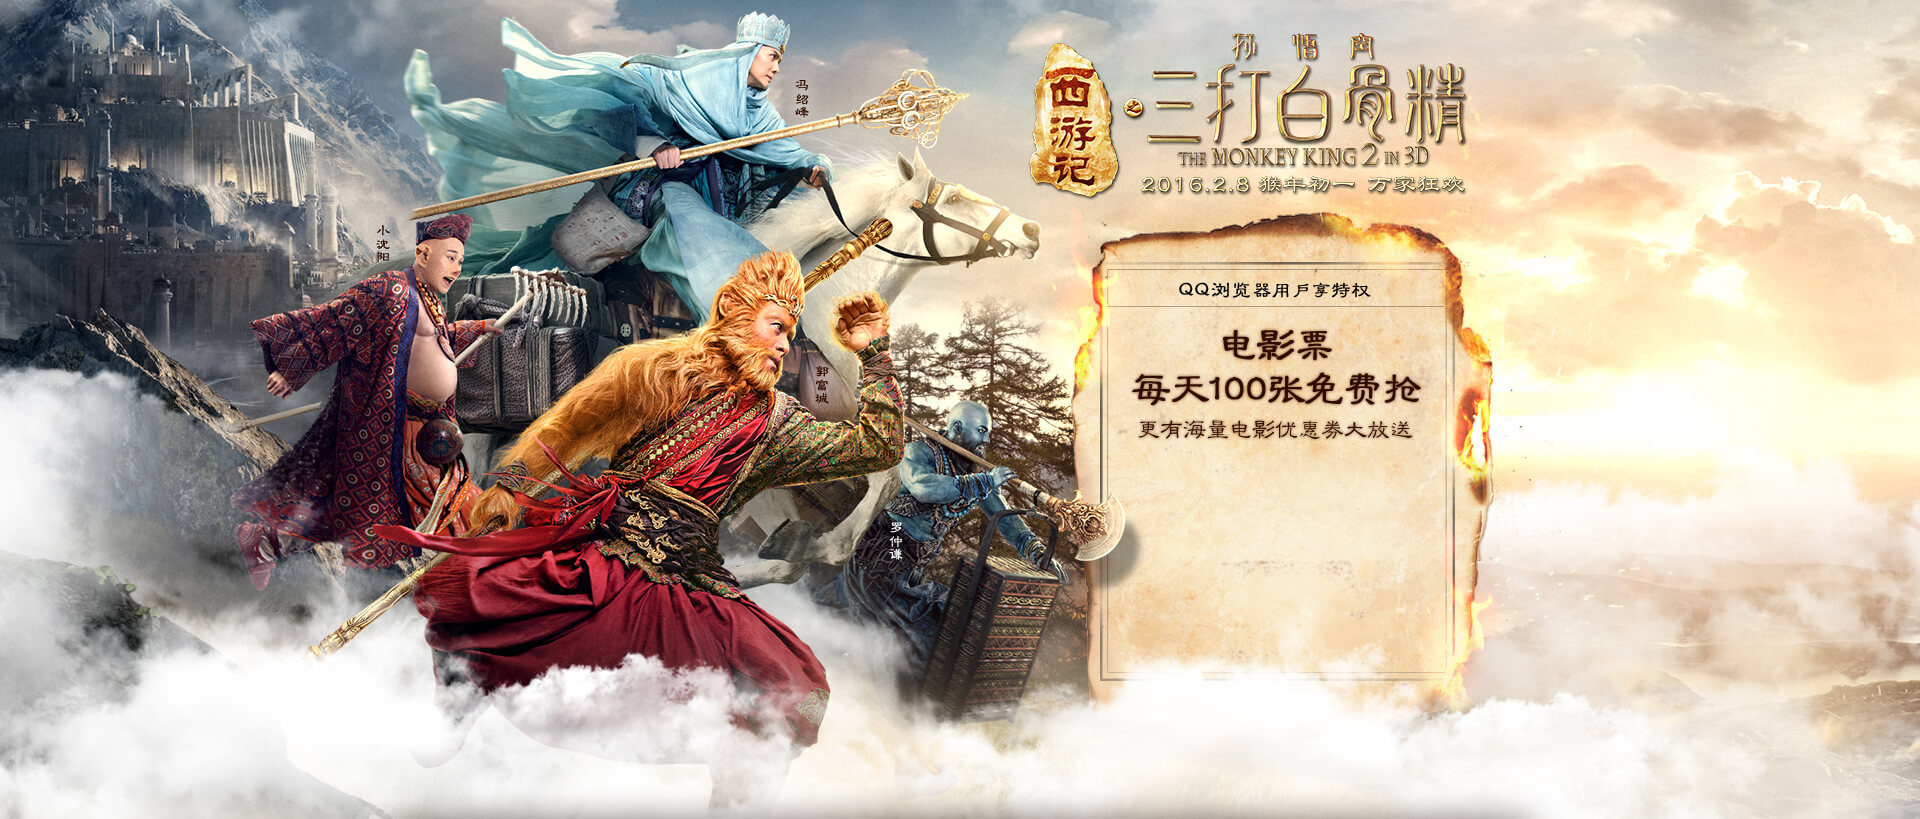 冯绍峰
小沈阳
郭富城
罗仲谦
西游记
之
孙悟空
三打白骨精
THE MONKEY KING 2 IN 3D
2016.2.8 猴年初一 万家狂欢
QQ浏览器用户享特权
电影票
每天100张免费抢
更有海量电影优惠券大放送